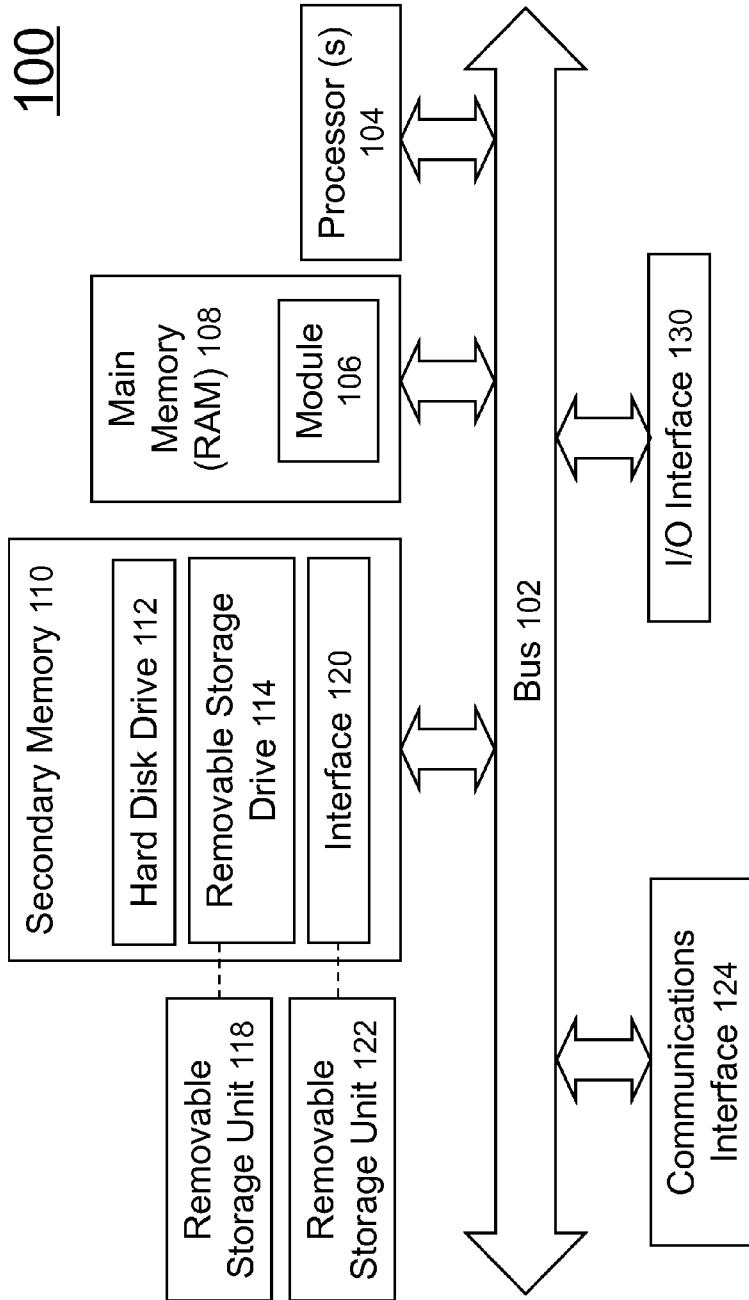 100
Removable
Storage Unit 118
Removable
Storage Unit 122
Secondary Memory 110
Hard Disk Drive 112
Removable Storage
Drive 114
Interface 120
Main
Memory
(RAM) 108
Module
106
Processor (s)
104
Bus 102
Communications
Interface 124
I/O Interface 130